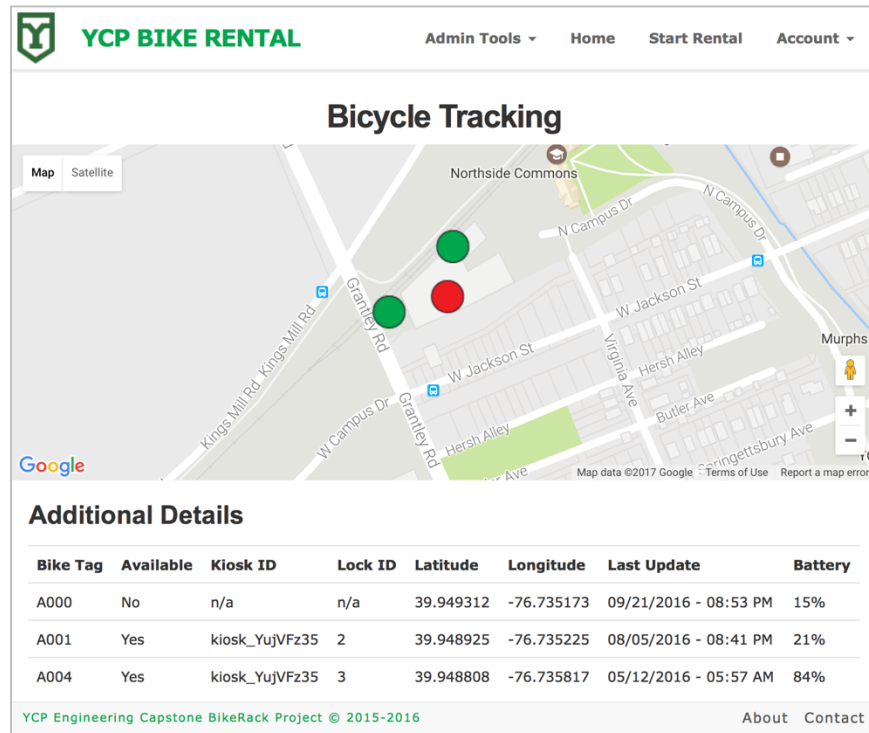 YCP BIKE RENTAL
Admin Tools
Home
Start Rental
Account
Bicycle Tracking
Map
Satellite
Northside Commons
N Campus Dr
N Campus Dr
Grantley Rd
Kings Mill Rd
Kings Mill Rd
W Jackson St
W Jackson St
Virginia Ave
Hersh Alley
Murphs
W Campus Dr
Grantley Rd
Hersh Alley
Butler Ave
Springettsbury Ave
Ave
Google
Map data ©2017 Google
Terms of Use
Report a map error
Additional Details
Bike Tag Available Kiosk ID Lock ID Latitude Longitude Last Update Battery
A000 No n/a n/a 39.949312 -76.735173 09/21/2016 - 08:53 PM 15%
A001 Yes kiosk_YujVFz35 2 39.948925 -76.735225 08/05/2016 - 08:41 PM 21%
A004 Yes kiosk_YujVFz35 3 39.948808 -76.735817 05/12/2016 - 05:57 AM 84%
YCP Engineering Capstone BikeRack Project © 2015-2016
About Contact